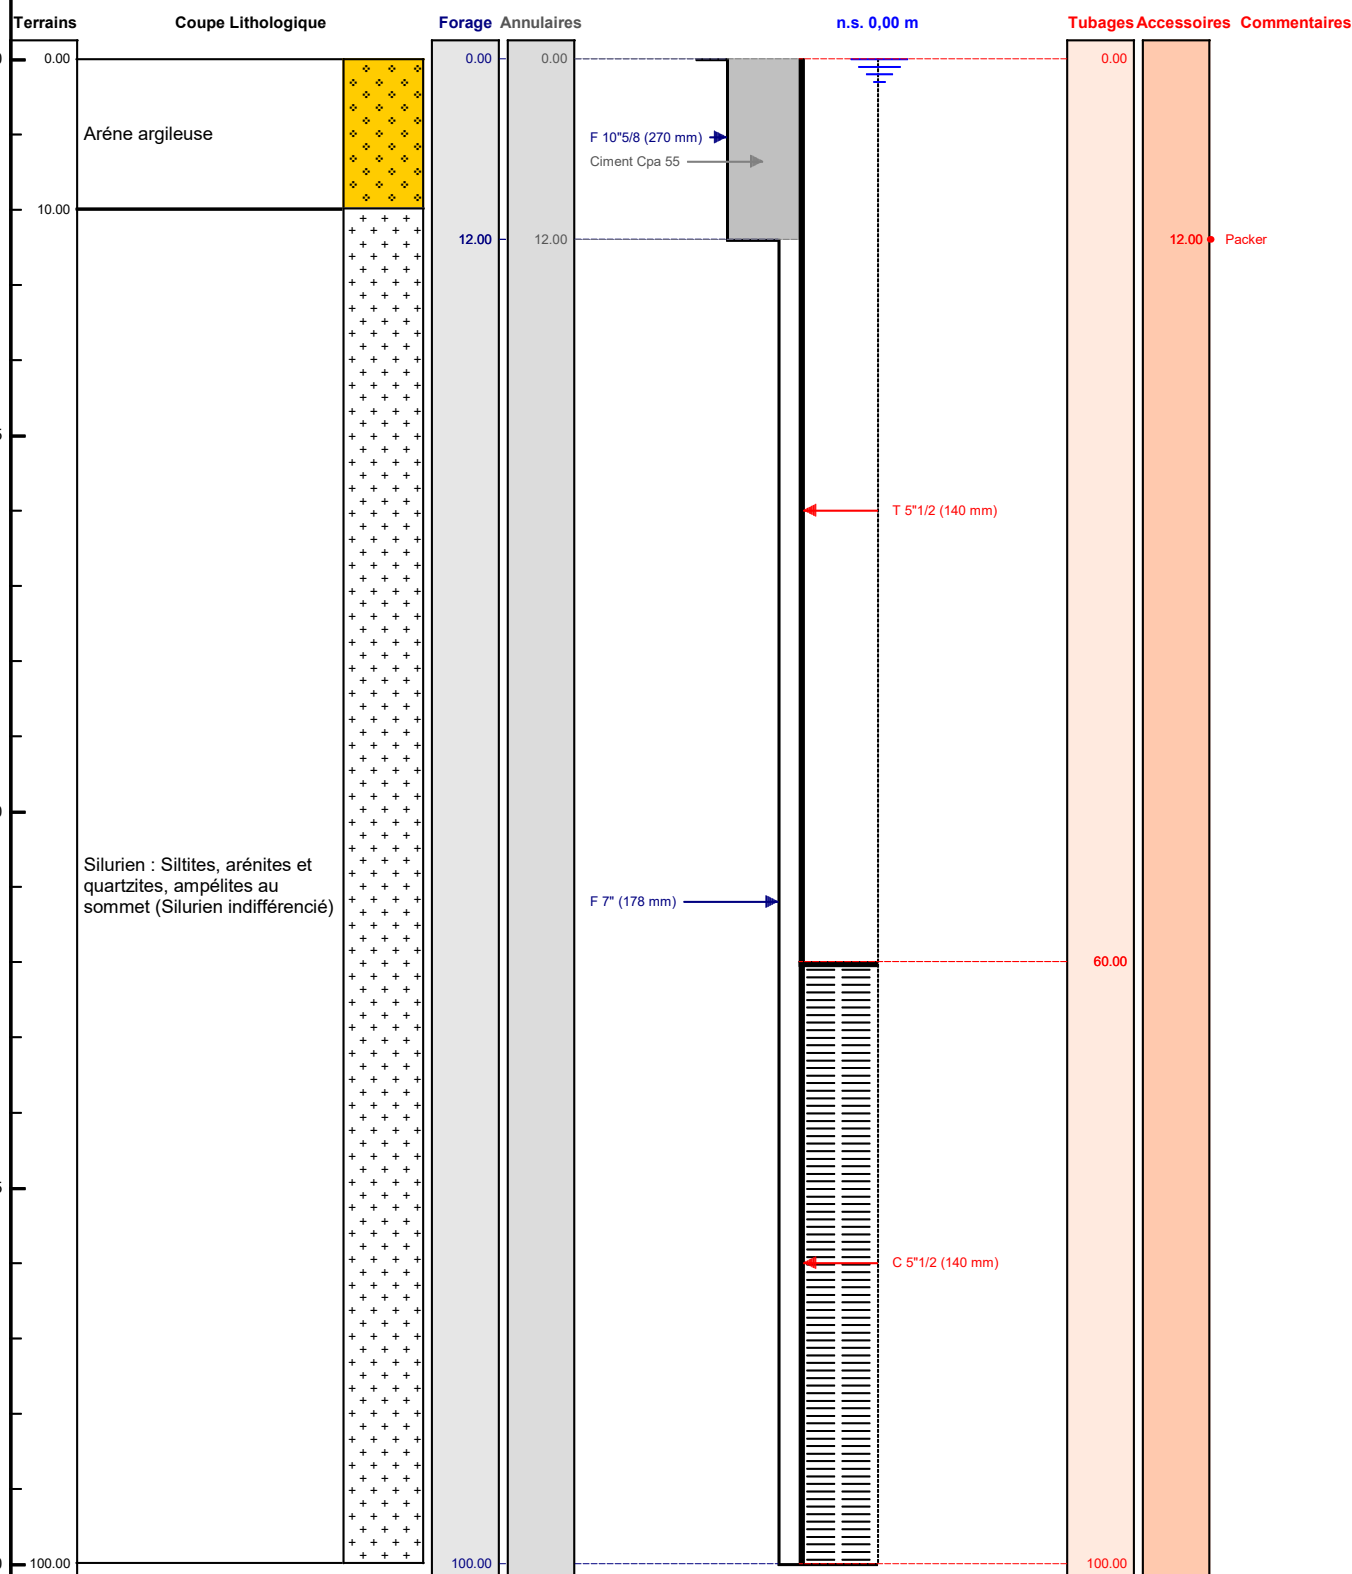 Terrains Coupe Lithologique Forage Annulaires n.s. 0,00 m Tubages Accessoires Commentaires
0.00 0.00 0.00 0.00
Aréne argileuse
F 10"5/8 (270 mm)
Ciment Cpa 55
10.00
12.00 12.00 12.00 Packer
T 5"1/2 (140 mm)
Silurien : Siltites, arénites et
quartzites, ampélites au
sommet (Silurien indifférencié)
F 7" (178 mm)
60.00
C 5"1/2 (140 mm)
100.00 100.00 100.00